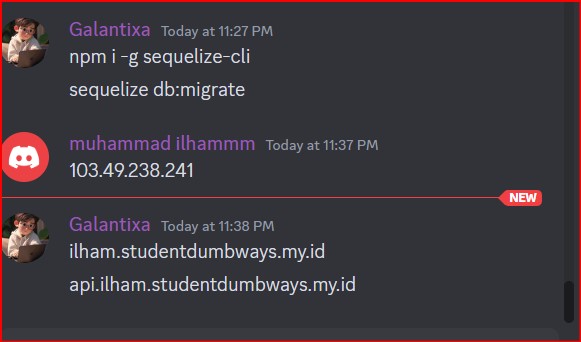 Galantixa Today at 11:27 PM
npm i -g sequelize-cli
sequelize db:migrate
muhammad ilhammm Today at 11:37 PM
103.49.238.241
NEW
Galantixa Today at 11:38 PM
ilham.studentdumbways.my.id
api.ilham.studentdumbways.my.id